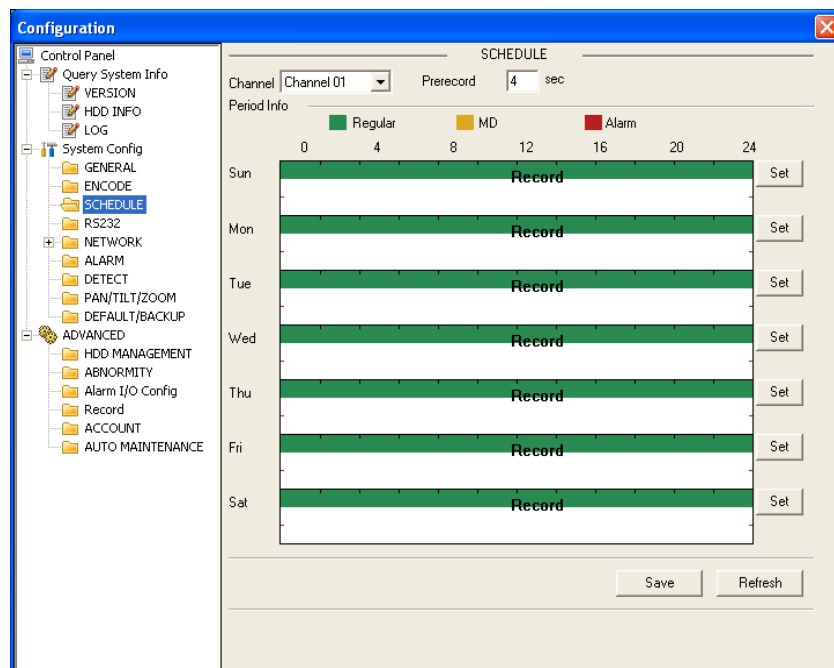 Configuration
Control Panel
Query System Info
VERSION
HDD INFO
LOG
System Config
GENERAL
ENCODE
SCHEDULE
RS232
NETWORK
ALARM
DETECT
PAN/TILT/ZOOM
DEFAULT/BACKUP
ADVANCED
HDD MANAGEMENT
ABNORMITY
Alarm I/O Config
Record
ACCOUNT
AUTO MAINTENANCE
SCHEDULE
Channel Channel 01 Prerecord 4 sec
Period Info
Regular MD Alarm
0 4 8 12 16 20 24
Sun Record Set
Mon Record Set
Tue Record Set
Wed Record Set
Thu Record Set
Fri Record Set
Sat Record Set
Save Refresh